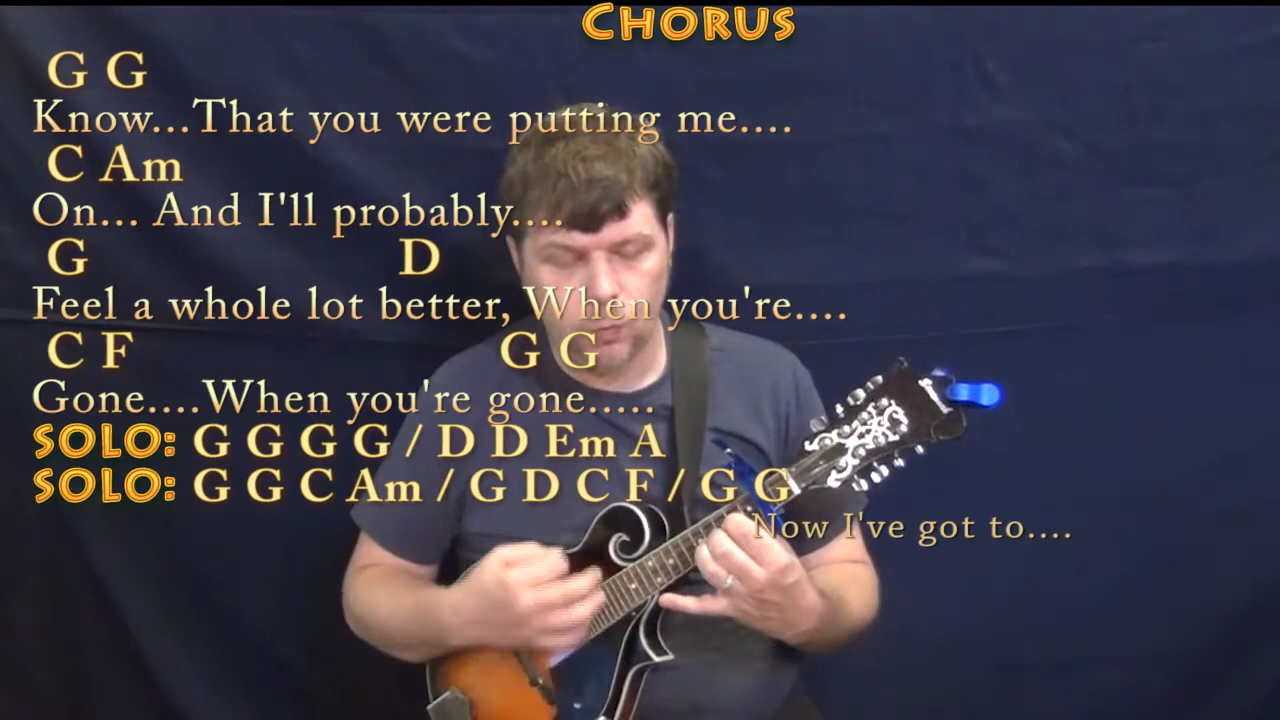 CHORUS
G G
Know...That you were putting me....
C Am
On... And I'll probably....
G D
Feel a whole lot better, When you're....
C F G G
Gone....When you're gone.....
SOLO: G G G G / D D Em A
SOLO: G G C Am / G D C F / G G
Now I've got to....